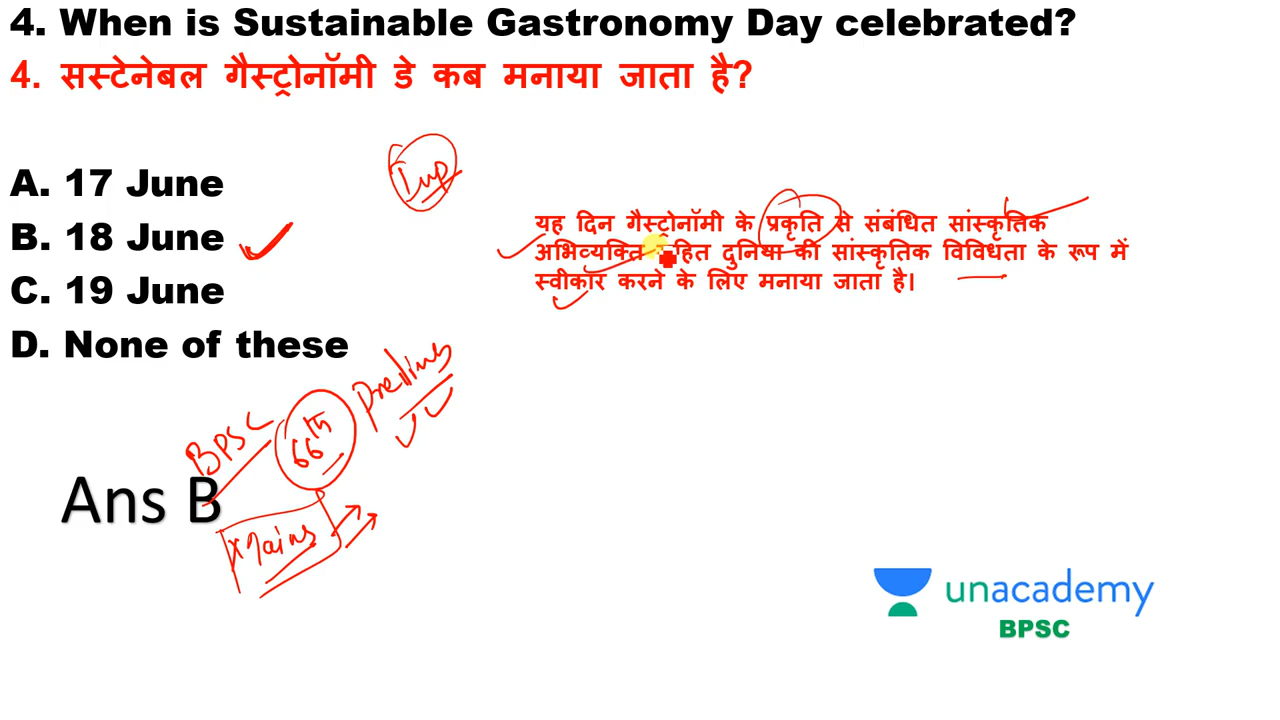 4. When is Sustainable Gastronomy Day celebrated?
4. सस्टेनेबल गैस्ट्रोनॉमी डे कब मनाया जाता है?
Imp
A. 17 June
B. 18 June
C. 19 June
D. None of these
यह दिन गैस्ट्रोनॉमी के प्रकृति से संबंधित सांस्कृतिक
अभिव्यक्ति सहित दुनिया की सांस्कृतिक विविधता के रूप में
स्वीकार करने के लिए मनाया जाता है।
BPSC 66th Prelims
Ans B
Mains
unacademy
BPSC